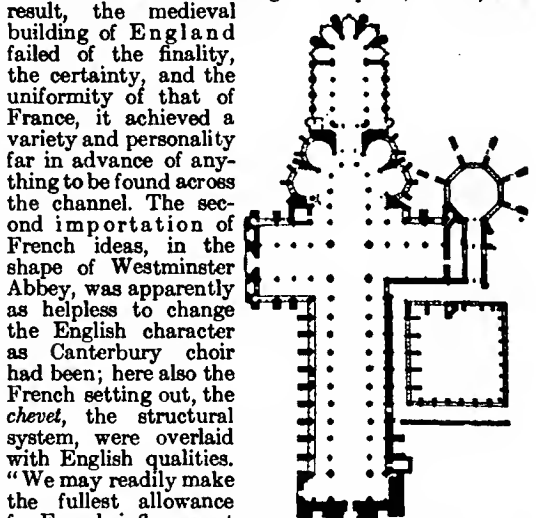 result, the medieval
building of England
failed of the finality,
the certainty, and the
uniformity of that of
France, it achieved a
variety and personality
far in advance of any-
thing to be found across
the channel. The sec-
ond importation of
French ideas, in the
shape of Westminster
Abbey, was apparently
as helpless to change
the English character
as Canterbury choir
had been; here also the
French setting out, the
chevet, the structural
system, were overlaid
with English qualities.
"We may readily make
the fullest allowance